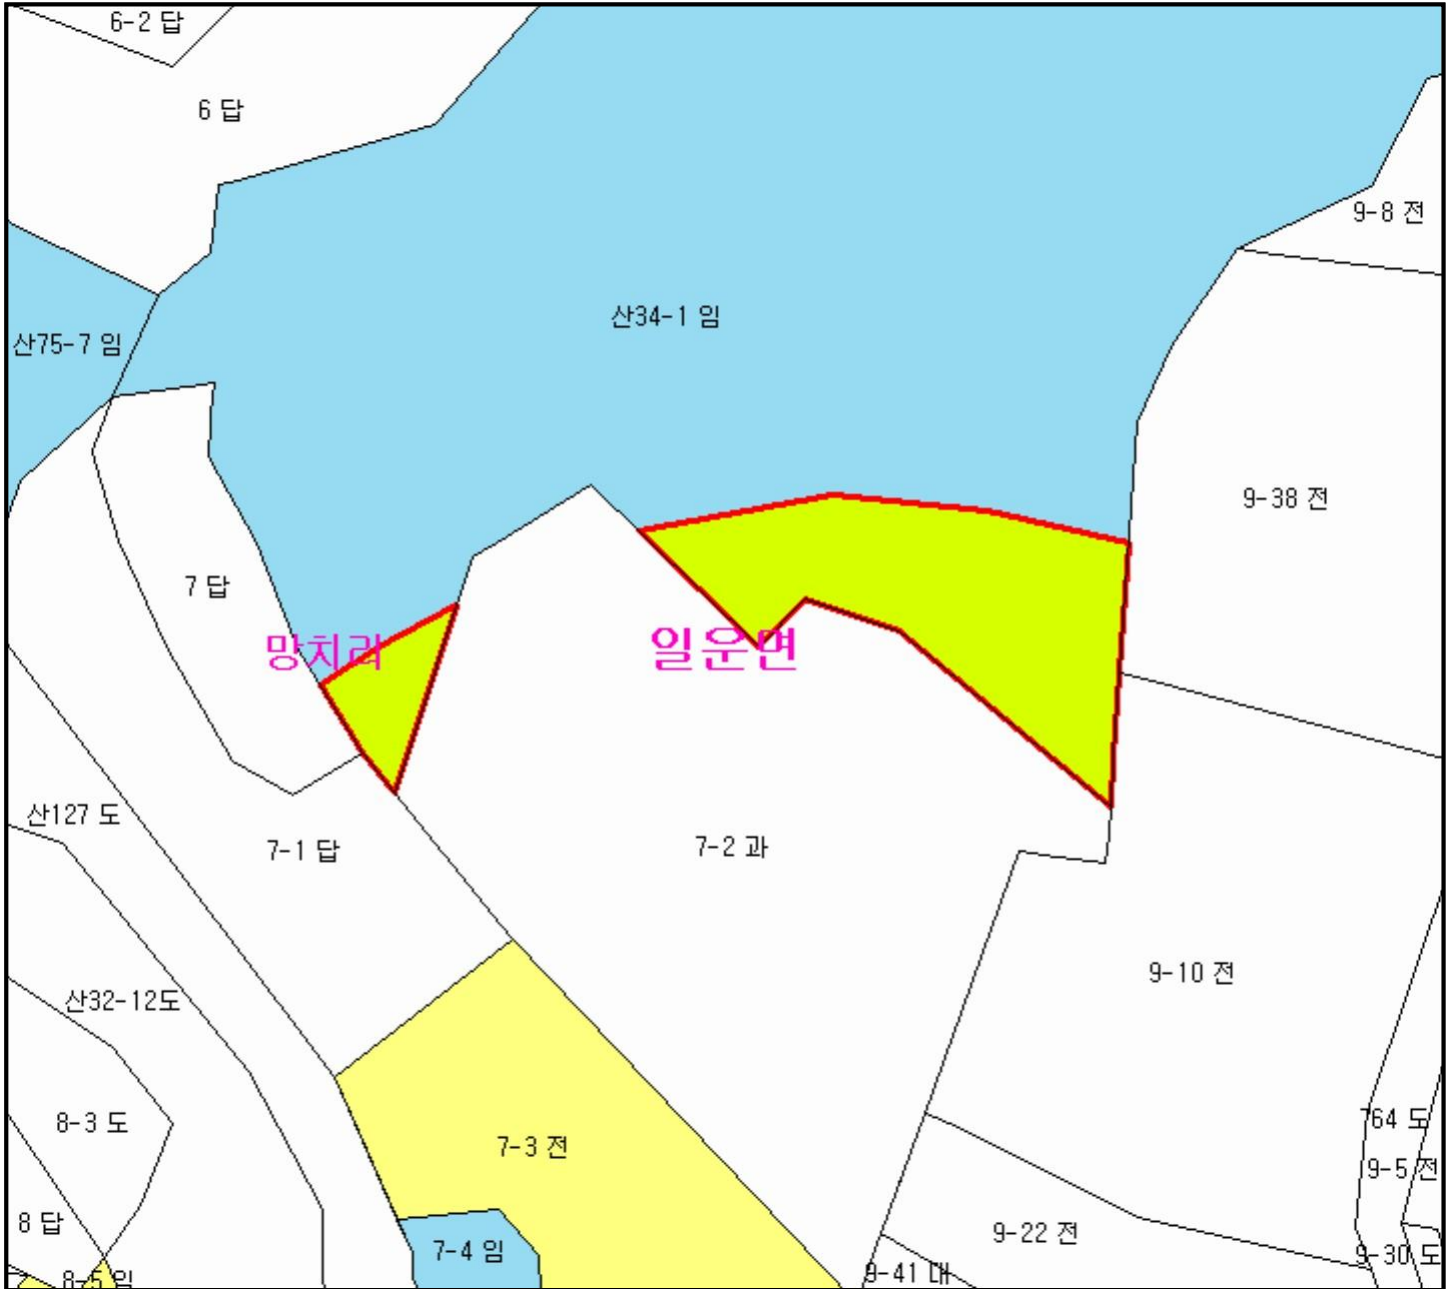 6-2 답
6 답
9-8 전
산34-1 임
산75-7 임
9-38 전
7 답
망치리
일운면
산127 도
7-1 답
7-2 과
9-10 전
산32-12도
8-3 도
764 도
7-3 전
9-5 전
8 답
9-22 전
7-4 임
9-30 도
9-41 대
8-5 임